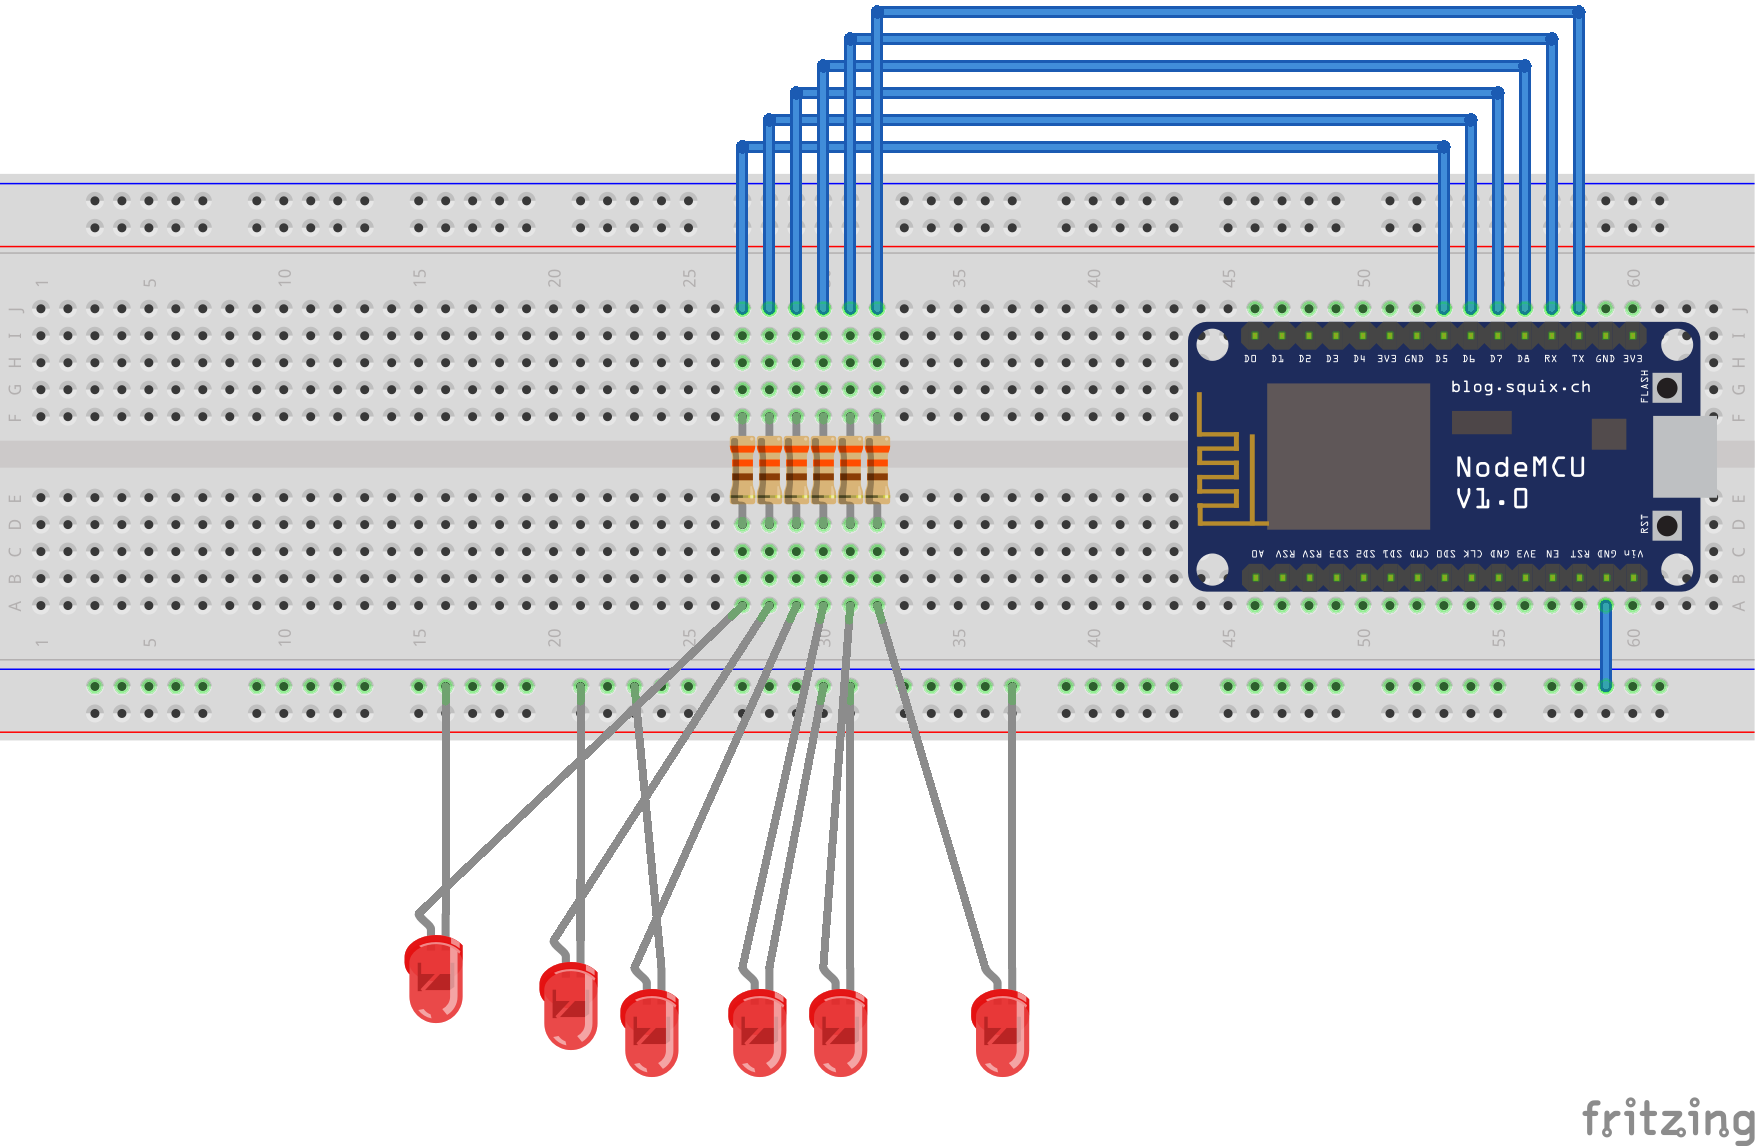 1 5 10 15 20 25 35 40 45 50 55 60
J J
I I
H H
G G
F F
D0 D1 D2 D3 D4 3V3 GND D5 D6 D7 D8 RX TX GND 3V3
FLASH
blog.squix.ch
NodeMCU
V1.0
RST
E E
D D
C C
B B
A A
A0 RSV RSV SD3 SD2 SD1 CMD SD0 CLK GND 3V3 EN RST GND Vin
1 5 10 15 20 25 30 35 40 45 50 55 60
fritzing